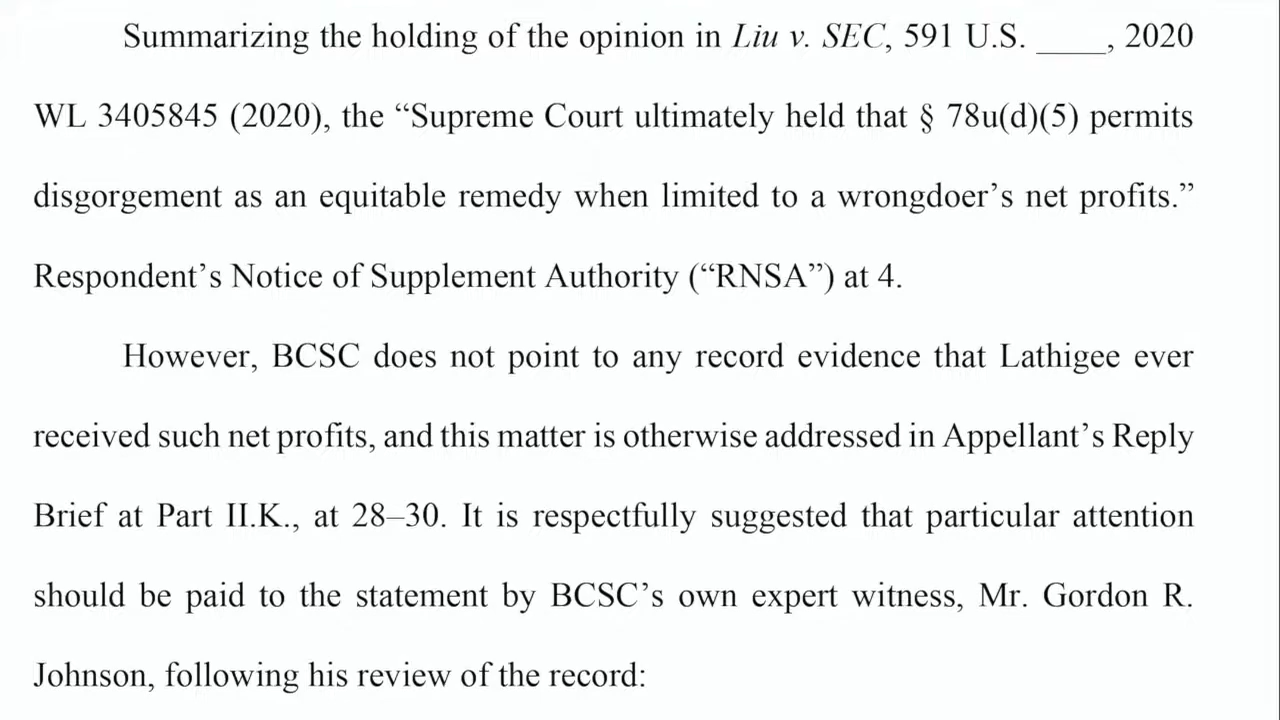 Summarizing the holding of the opinion in Liu v. SEC, 591 U.S. ____, 2020
WL 3405845 (2020), the “Supreme Court ultimately held that § 78u(d)(5) permits
disgorgement as an equitable remedy when limited to a wrongdoer’s net profits.”
Respondent’s Notice of Supplement Authority (“RNSA”) at 4.
However, BCSC does not point to any record evidence that Lathigee ever
received such net profits, and this matter is otherwise addressed in Appellant’s Reply
Brief at Part II.K., at 28–30. It is respectfully suggested that particular attention
should be paid to the statement by BCSC’s own expert witness, Mr. Gordon R.
Johnson, following his review of the record: